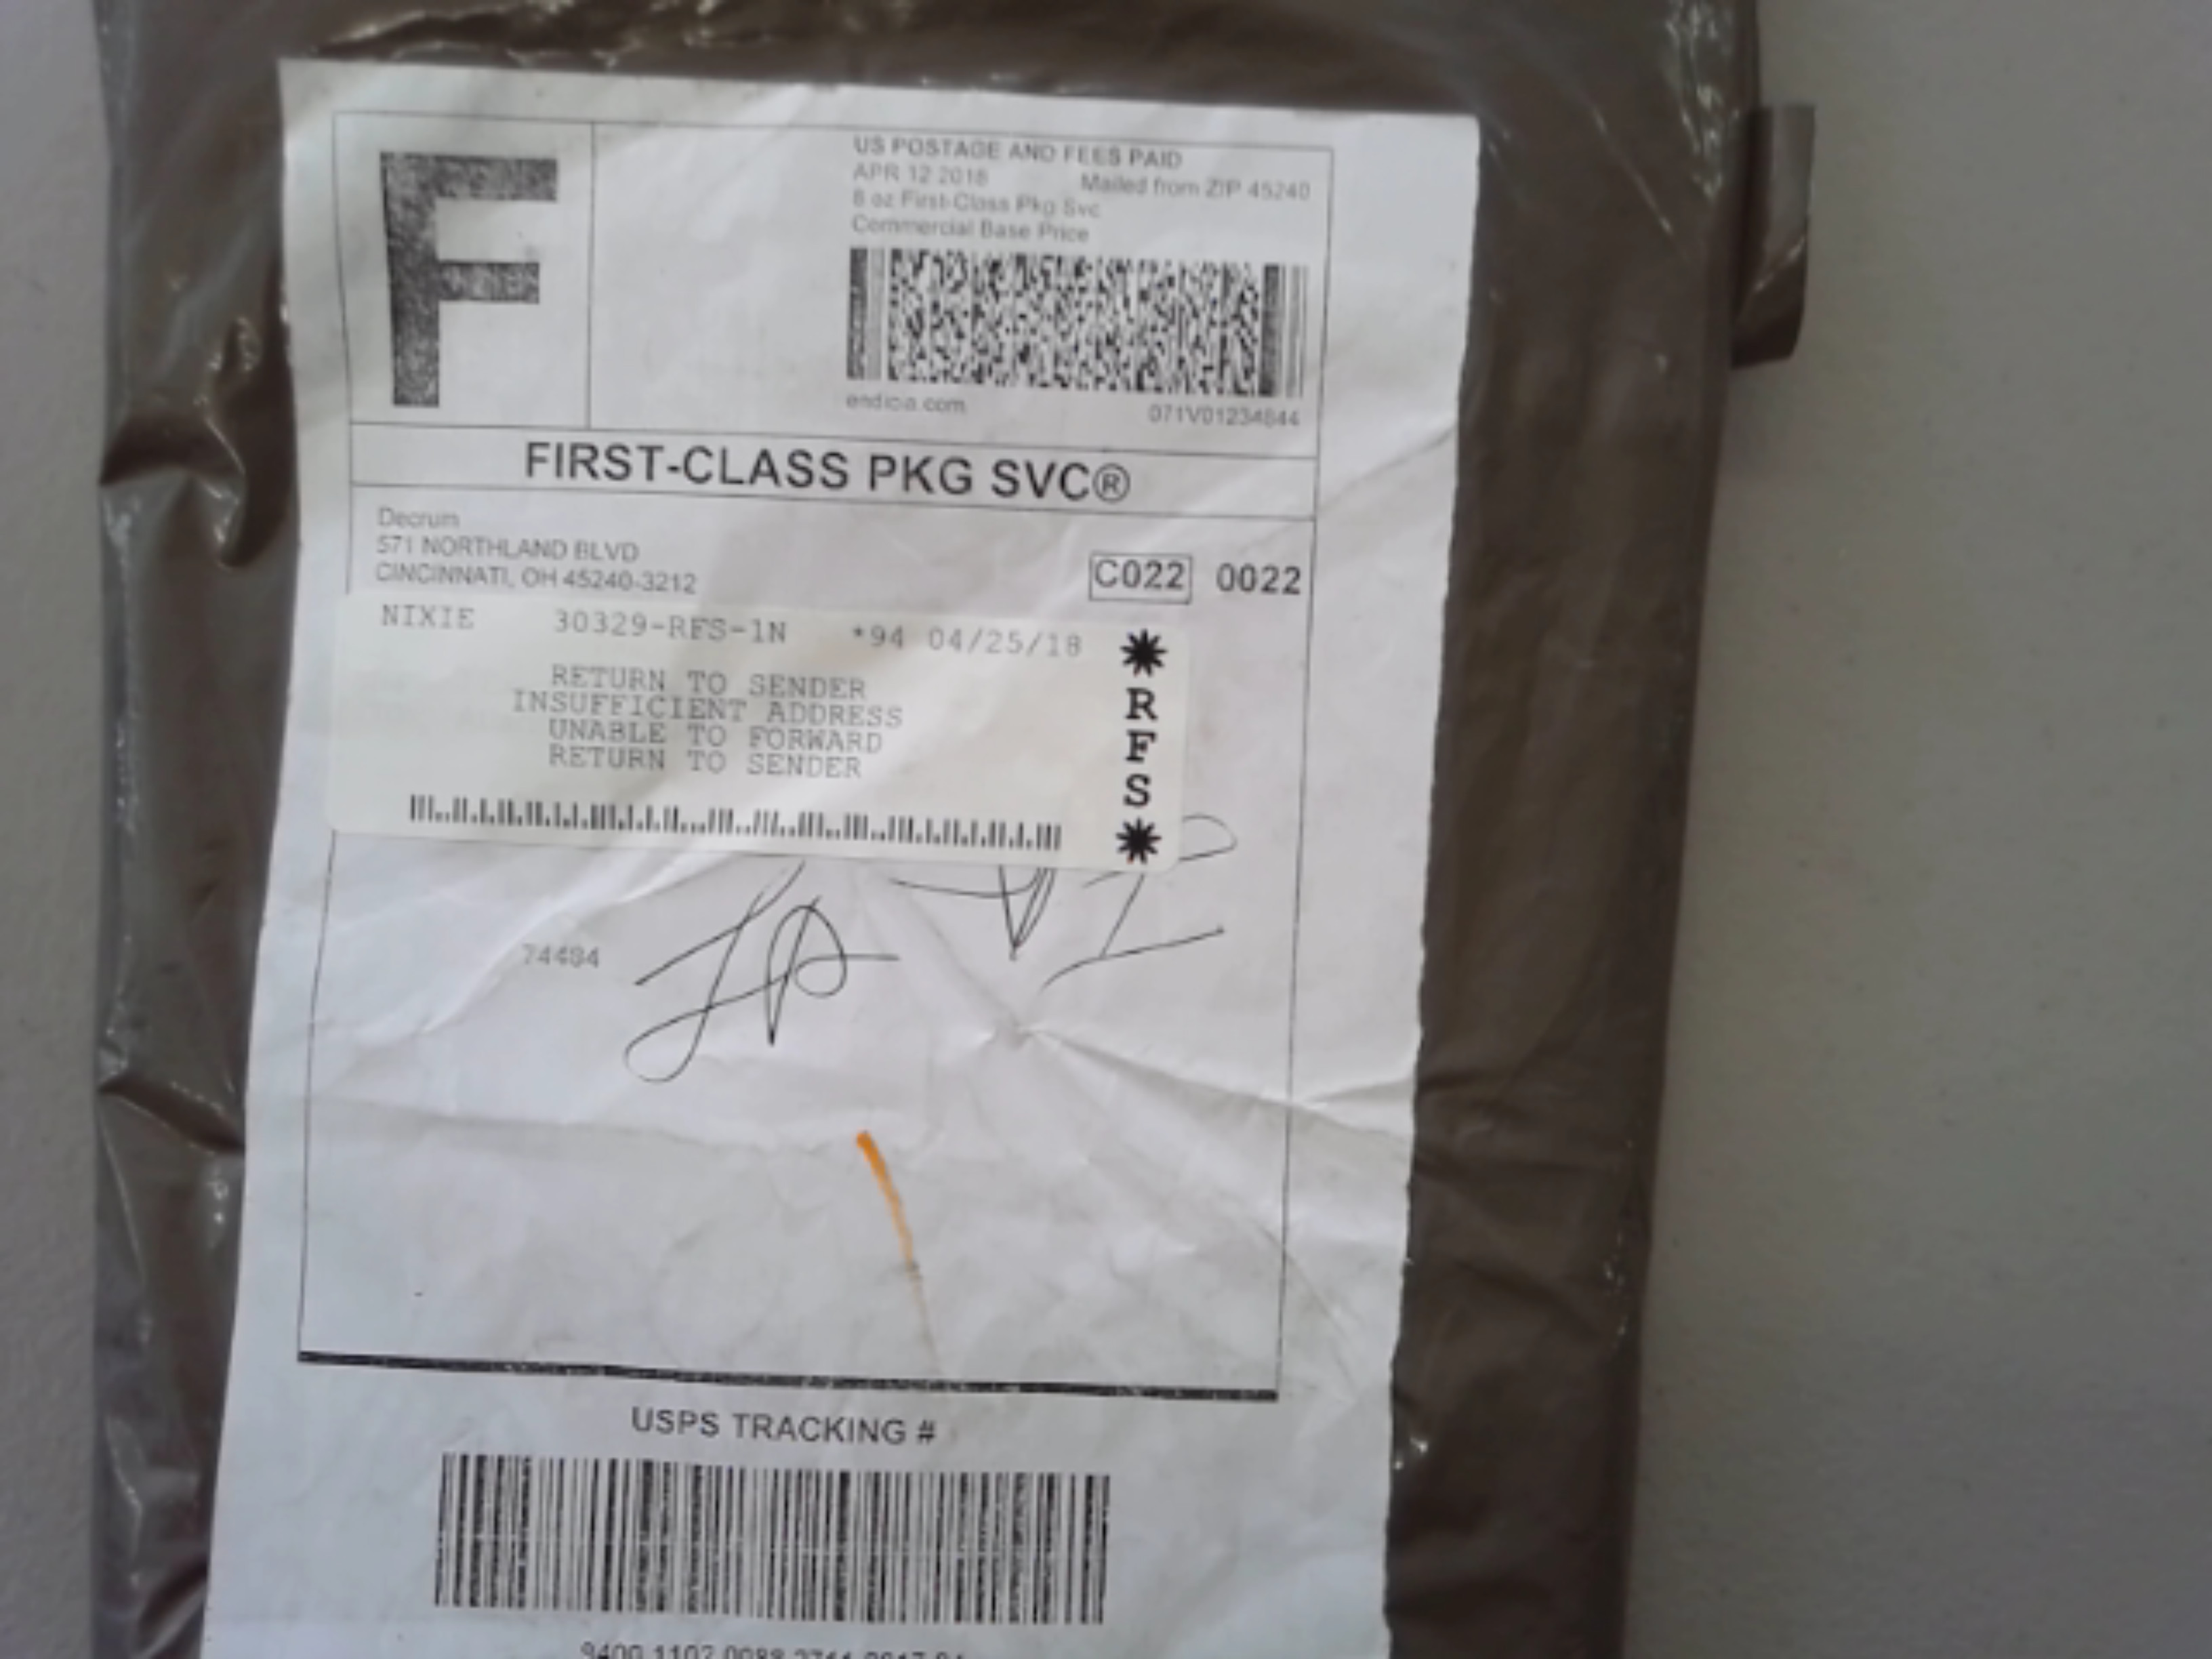 F
US POSTAGE AND FEES PAID
APR 12 2018 Mailed from ZIP 45240
8 oz First-Class Pkg Svc
Commercial Base Price
endicia.com 071V01234844
FIRST-CLASS PKG SVC®
Decrum
571 NORTHLAND BLVD
CINCINNATI, OH 45240-3212
C022 0022
NIXIE 30329-RFS-1N *94 04/25/18
RETURN TO SENDER
INSUFFICIENT ADDRESS
UNABLE TO FORWARD
RETURN TO SENDER
*RFS*
74484
USPS TRACKING #